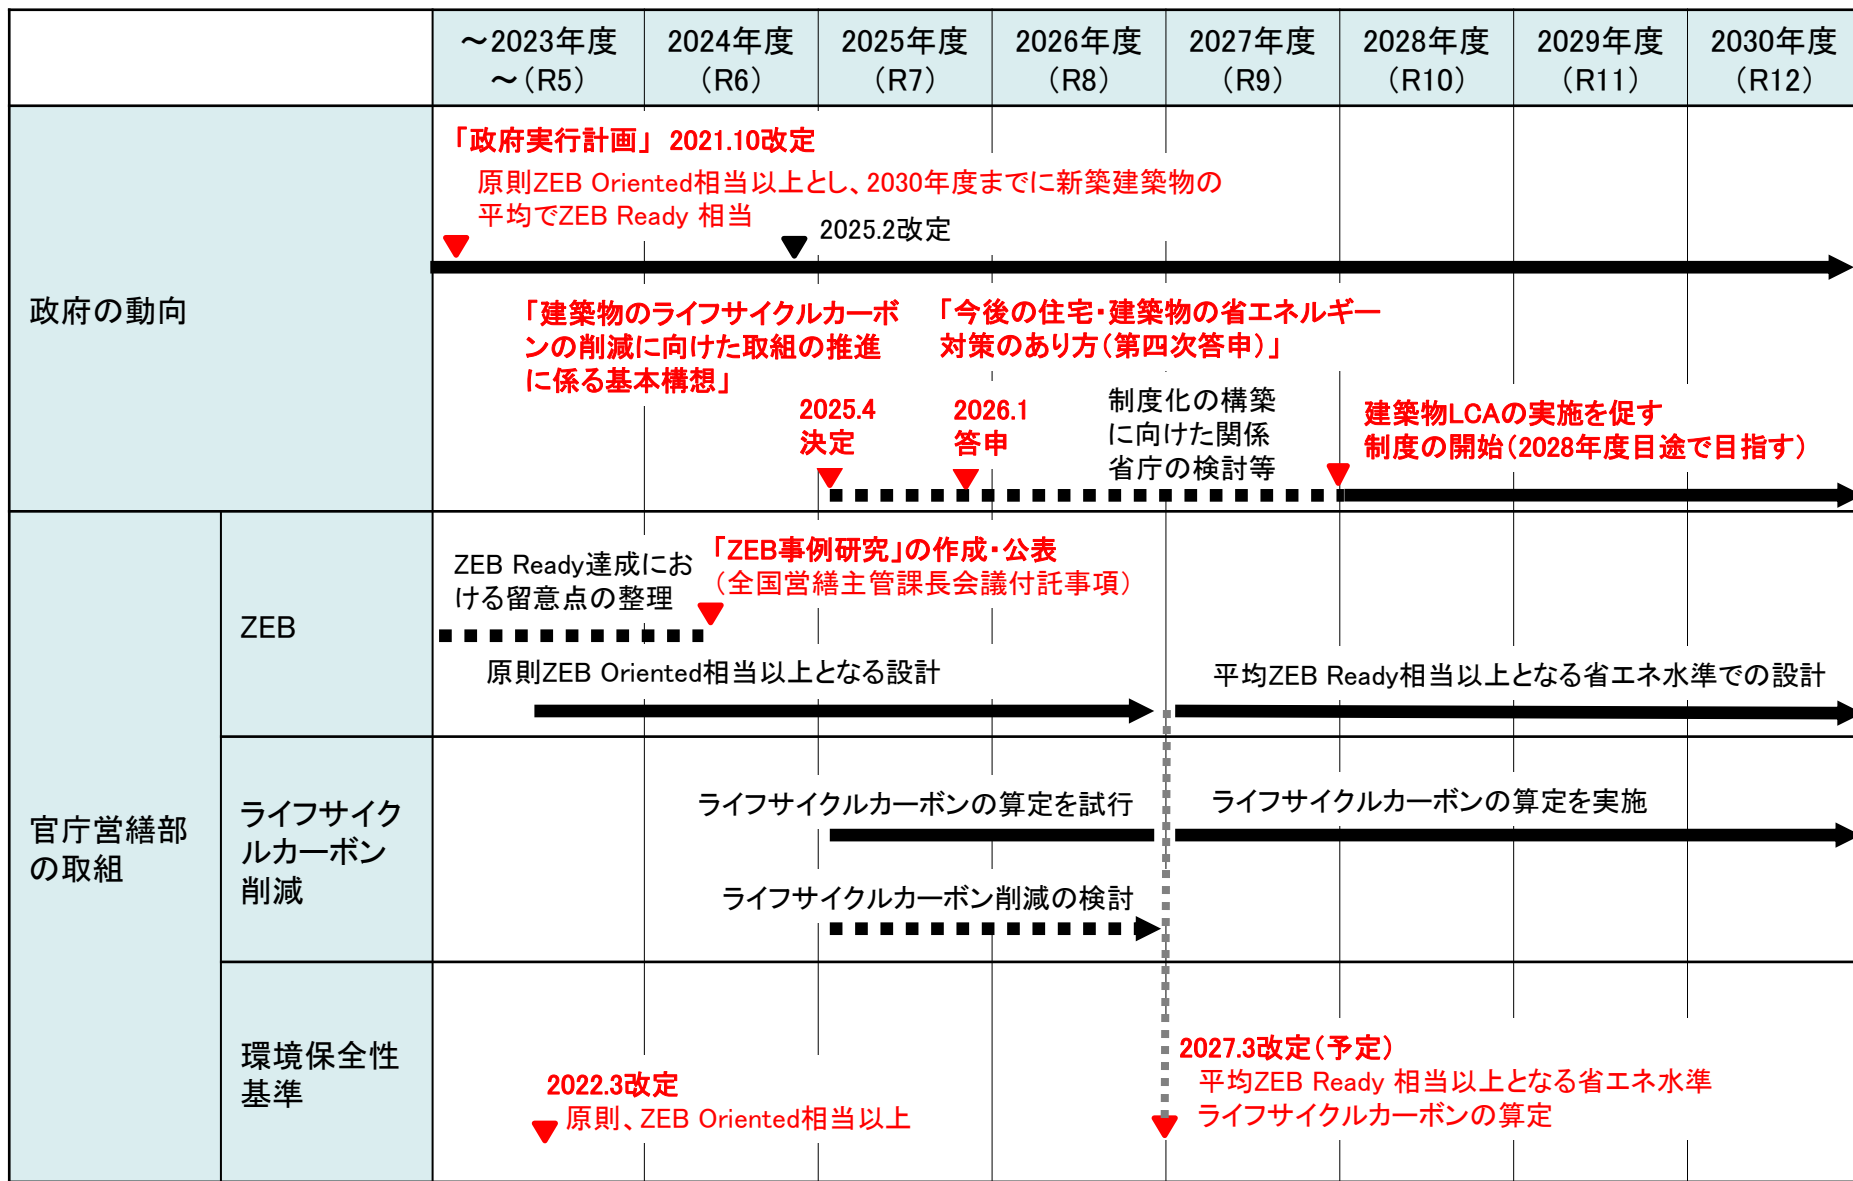 ～2023年度
～（R5）
2024年度
（R6）
2025年度
（R7）
2026年度
（R8）
2027年度
（R9）
2028年度
（R10）
2029年度
（R11）
2030年度
（R12）
政府の動向
「政府実行計画」 2021.10改定
原則ZEB Oriented相当以上とし、2030年度までに新築建築物の
平均でZEB Ready 相当
2025.2改定
「建築物のライフサイクルカーボ
ンの削減に向けた取組の推進
に係る基本構想」
2025.4
決定
「今後の住宅・建築物の省エネルギー
対策のあり方（第四次答申）」
2026.1
答申
制度化の構築
に向けた関係
省庁の検討等
建築物LCAの実施を促す
制度の開始（2028年度目途で目指す）
官庁営繕部
の取組
ZEB
ZEB Ready達成にお
ける留意点の整理
「ZEB事例研究」の作成・公表
（全国営繕主管課長会議付託事項）
原則ZEB Oriented相当以上となる設計
平均ZEB Ready相当以上となる省エネ水準での設計
ライフサイク
ルカーボン
削減
ライフサイクルカーボンの算定を試行
ライフサイクルカーボンの算定を実施
ライフサイクルカーボン削減の検討
環境保全性
基準
2022.3改定
原則、ZEB Oriented相当以上
2027.3改定（予定）
平均ZEB Ready 相当以上となる省エネ水準
ライフサイクルカーボンの算定